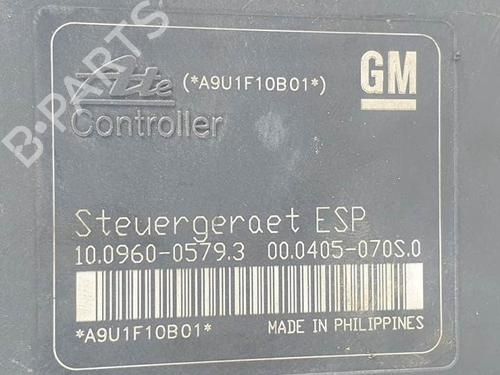 B-PARTS
Ate (*A9U1F10B01*) GM
Controller
Steuergeraet ESP
10.0960-0579.3 00.0405-070S.0
*A9U1F10B01* MADE IN PHILIPPINES